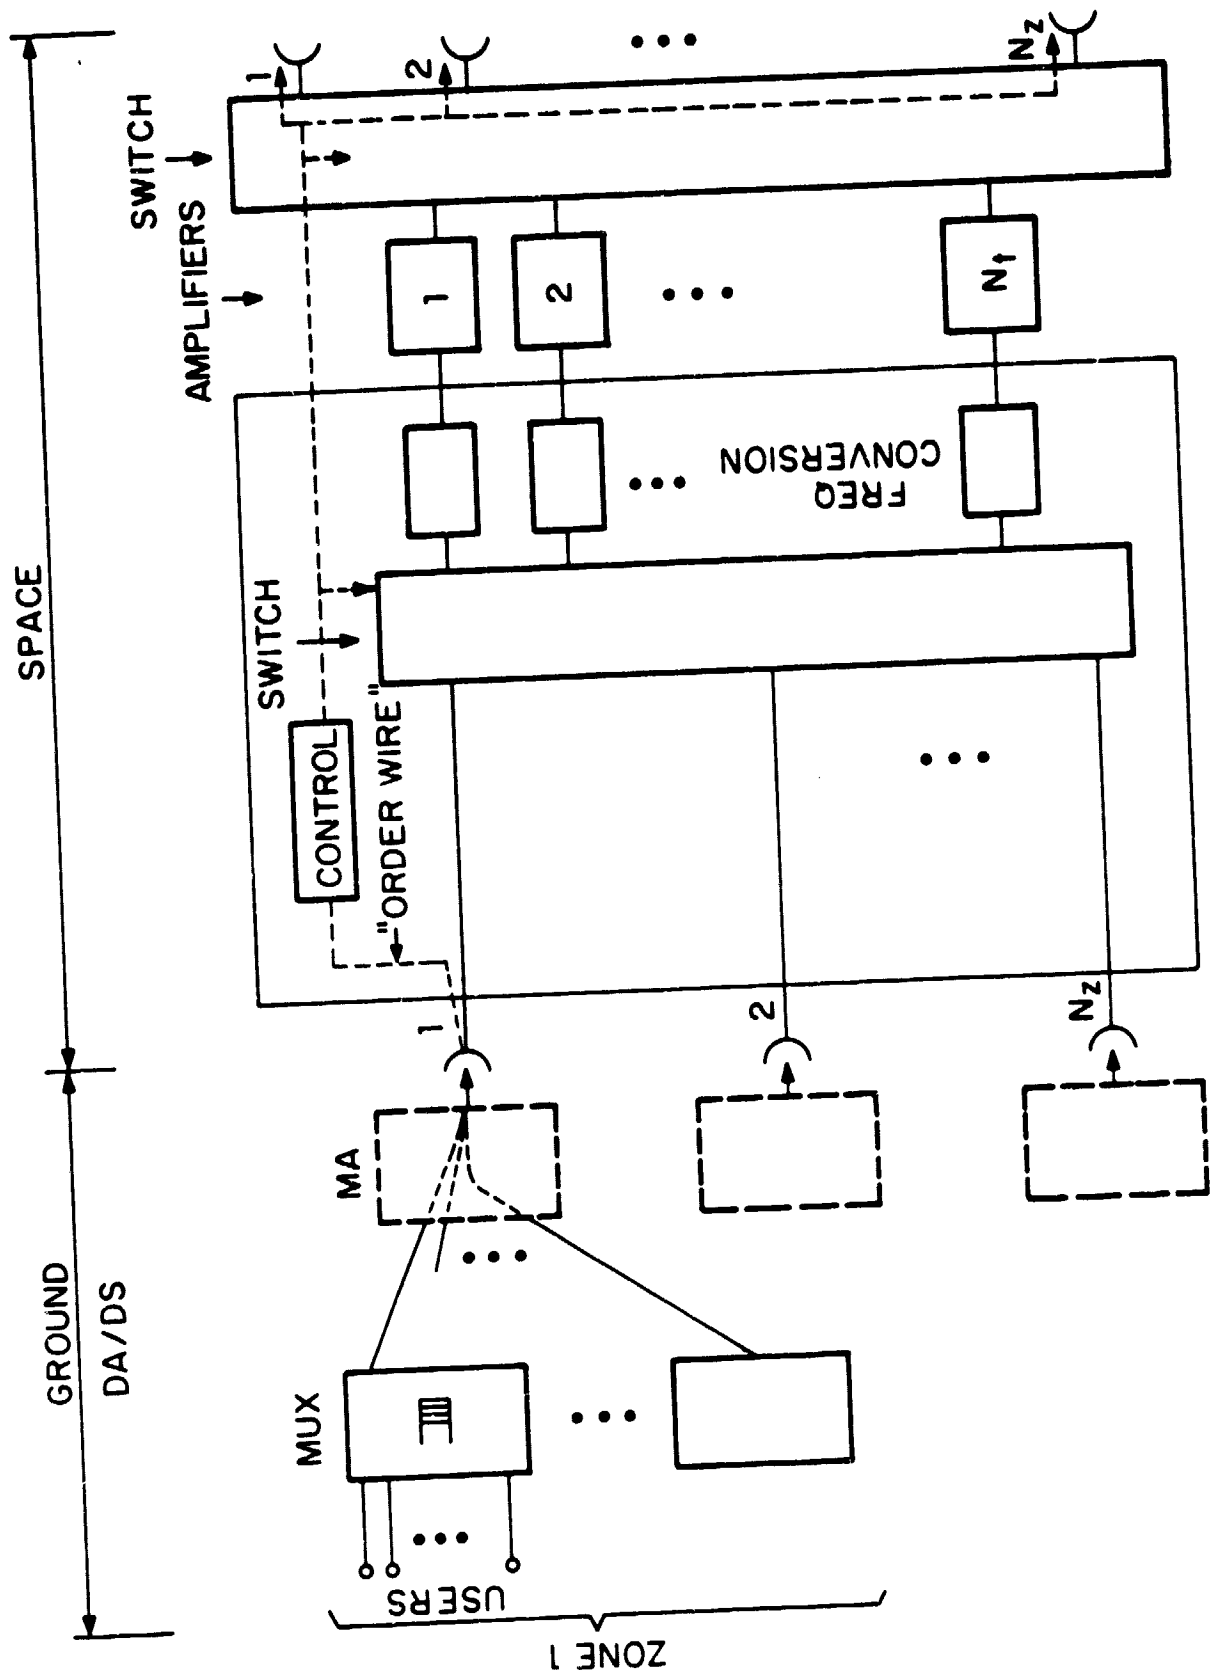 GROUND
SPACE
DA/DS
MUX
MA
SWITCH
AMPLIFIERS
SWITCH
CONTROL
"ORDER WIRE"
1
2
Nz
1
2
Nt
1
2
Nz
FREQ
CONVERSION
USERS
ZONE 1